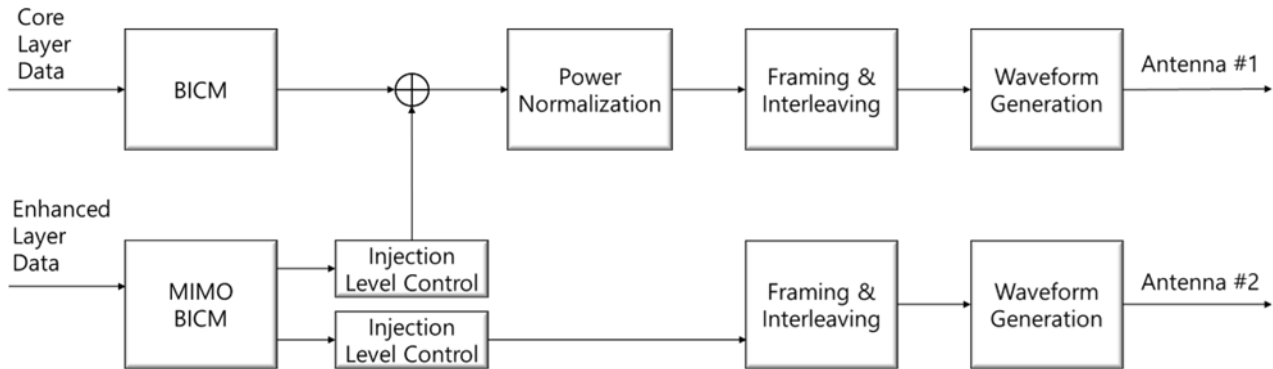 Core
Layer
Data
BICM
Power
Normalization
Framing &
Interleaving
Waveform
Generation
Antenna #1
Enhanced
Layer
Data
MIMO
BICM
Injection
Level Control
Injection
Level Control
Framing &
Interleaving
Waveform
Generation
Antenna #2